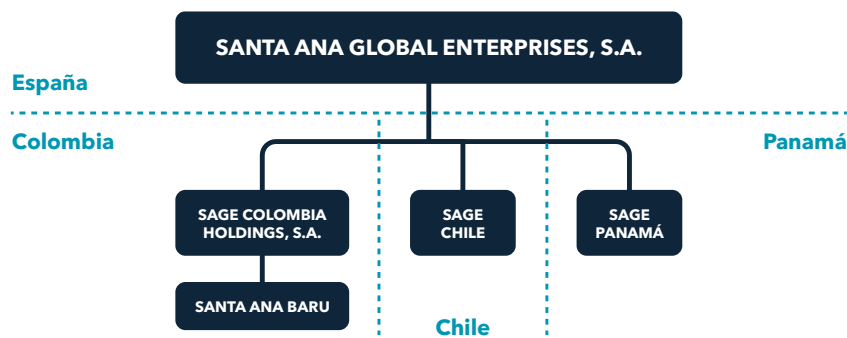 SANTA ANA GLOBAL ENTERPRISES, S.A.
España
Colombia
Panamá
SAGE COLOMBIA
HOLDINGS, S.A.
SAGE
CHILE
SAGE
PANAMÁ
SANTA ANA BARU
Chile